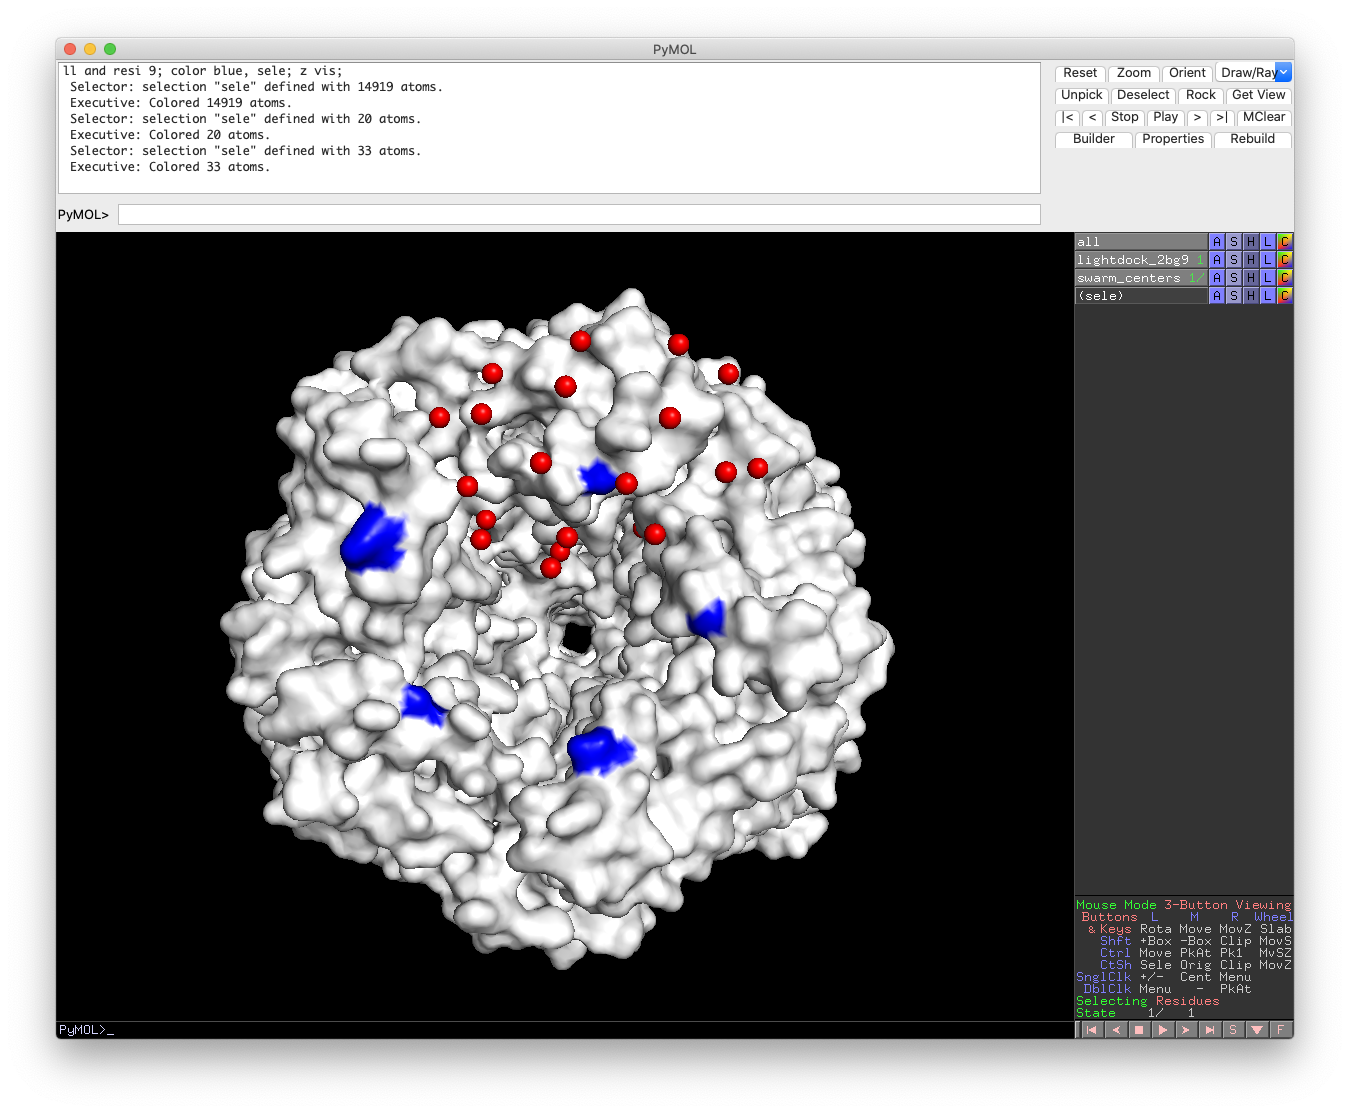 PyMOL
ll and resi 9; color blue, sele; z vis;
Selector: selection "sele" defined with 14919 atoms.
Executive: Colored 14919 atoms.
Selector: selection "sele" defined with 20 atoms.
Executive: Colored 20 atoms.
Selector: selection "sele" defined with 33 atoms.
Executive: Colored 33 atoms.
Reset Zoom Orient Draw/Ray
Unpick Deselect Rock Get View
|< < Stop Play > >| MClear
Builder Properties Rebuild
PyMOL>
all A S H L C
lightdock_2bg9 1 A S H L C
swarm_centers 1/ A S H L C
(sele) A S H L C
Mouse Mode 3-Button Viewing
Buttons L M R Wheel
& Keys Rota Move MovZ Slab
Shft +Box -Box Clip MovS
Ctrl Move PkAt Pk1 MvSZ
CtSh Sele Orig Clip MovZ
SnglClk +/- Cent Menu
DblClk Menu - PkAt
Selecting Residues
State 1/ 1
PyMOL>_
S F